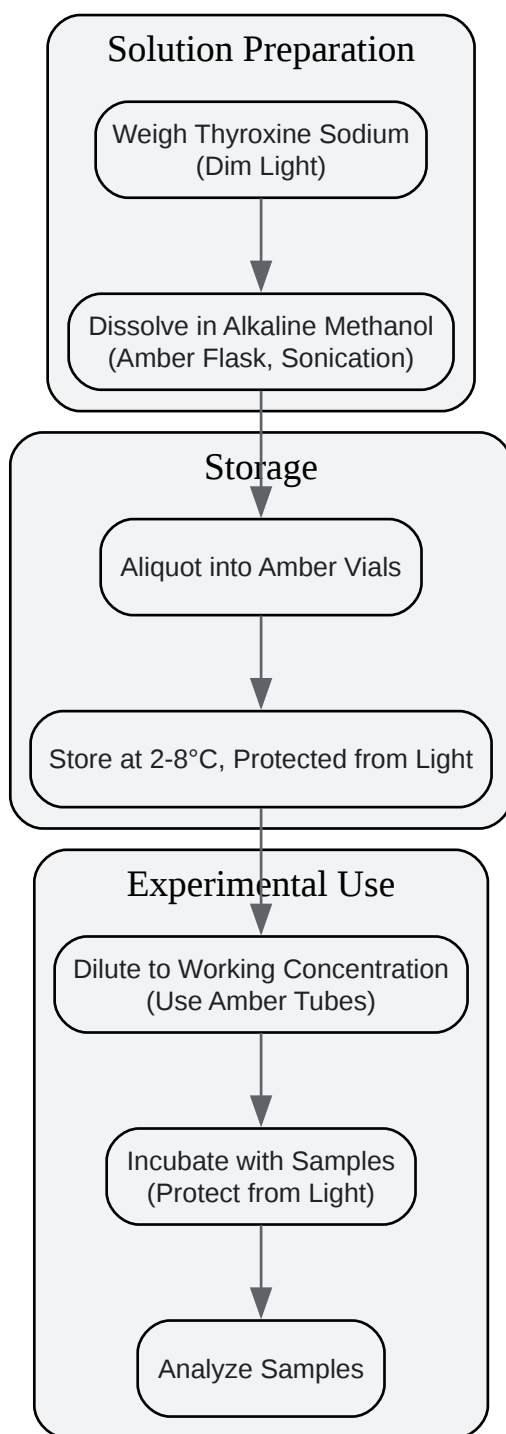 Solution Preparation
Weigh Thyroxine Sodium
(Dim Light)
Dissolve in Alkaline Methanol
(Amber Flask, Sonication)
Storage
Aliquot into Amber Vials
Store at 2-8°C, Protected from Light
Experimental Use
Dilute to Working Concentration
(Use Amber Tubes)
Incubate with Samples
(Protect from Light)
Analyze Samples